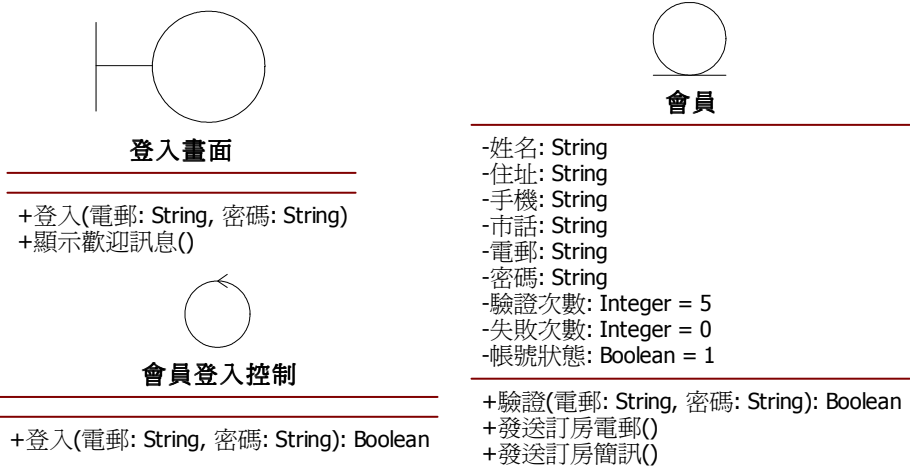 登入畫面
+登入(電郵: String, 密碼: String)
+顯示歡迎訊息()
會員登入控制
+登入(電郵: String, 密碼: String): Boolean
會員
-姓名: String
-住址: String
-手機: String
-市話: String
-電郵: String
-密碼: String
-驗證次數: Integer = 5
-失敗次數: Integer = 0
-帳號狀態: Boolean = 1
+驗證(電郵: String, 密碼: String): Boolean
+發送訂房電郵()
+發送訂房簡訊()